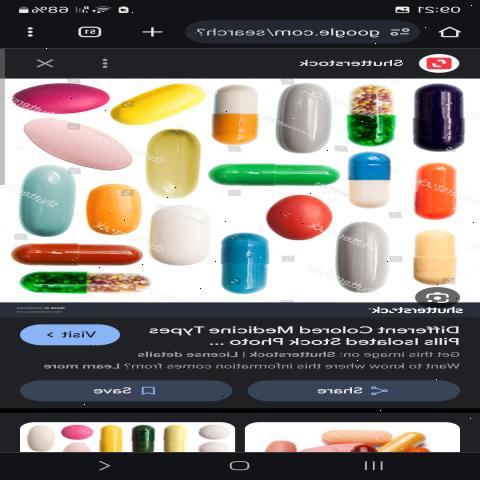 09:21
68%
google.com/search?
51
Shutterstock
shutterstock
Different Colored Medicine Types
Pills Isolated Stock Photo ...
Visit >
Get this image on: Shutterstock | License details
Want to know where this information comes from? Learn more
Share
Save